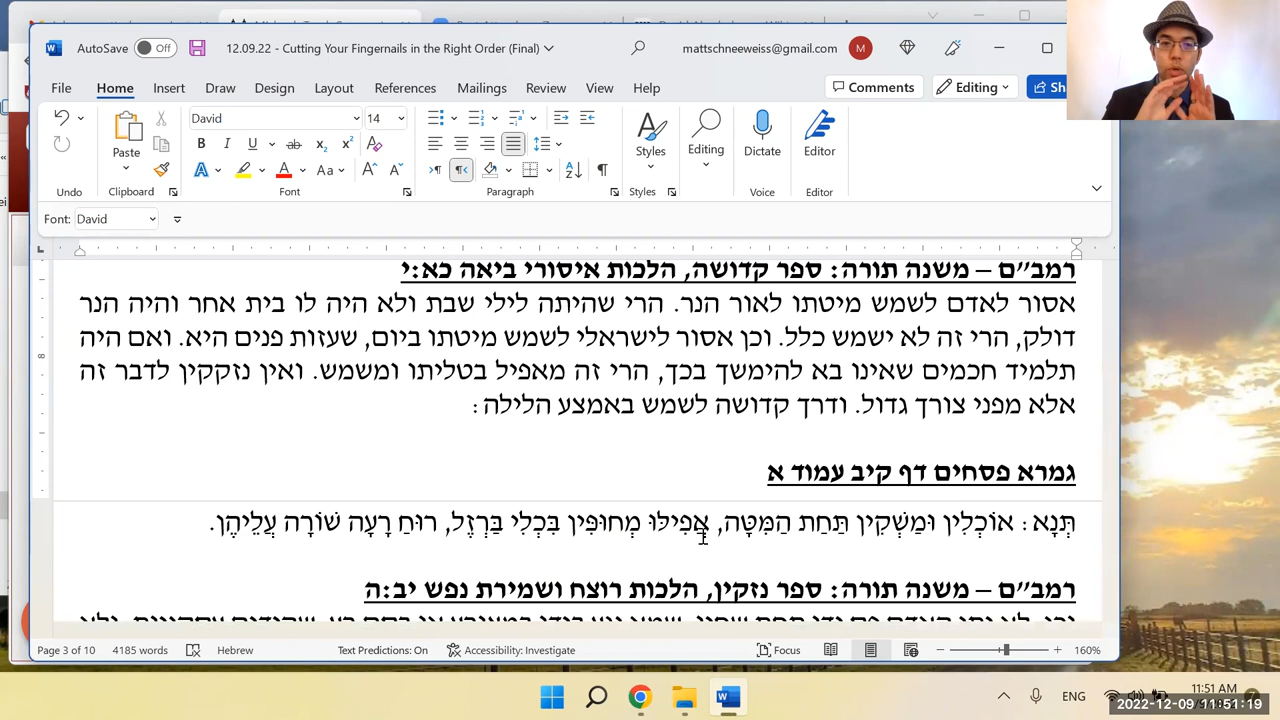 AutoSave Off 12.09.22 - Cutting Your Fingernails in the Right Order (Final) mattschneeweiss@gmail.com M
File Home Insert Draw Design Layout References Mailings Review View Help Comments Editing Sh
David 14
Paste Styles Editing Dictate Editor
Undo Clipboard Font Paragraph Styles Voice Editor
Font: David
רמב"ם – משנה תורה: ספר קדושה, הלכות איסורי ביאה כא:י
אסור לאדם לשמש מיטתו לאור הנר. הרי שהיתה לילי שבת ולא היה לו בית אחר והיה הנר
דולק, הרי זה לא ישמש כלל. וכן אסור לישראלי לשמש מיטתו ביום, שעזות פנים היא. ואם היה
תלמיד חכמים שאינו בא להימשך בכך, הרי זה מאפיל בטליתו ומשמש. ואין נזקקין לדבר זה
אלא מפני צורך גדול. ודרך קדושה לשמש באמצע הלילה:
גמרא פסחים דף קיב עמוד א
תָּנָא: אוֹכְלִין וּמַשְׁקִין תַּחַת הַמִּטָּה, אֲפִילּוּ מְחוּפִּין בִּכְלֵי בַּרְזֶל, רוּחַ רָעָה שׁוֹרָה עֲלֵיהֶן.
רמב"ם – משנה תורה: ספר נזקין, הלכות רוצח ושמירת נפש יב:ה
Page 3 of 10 4185 words Hebrew Text Predictions: On Accessibility: Investigate Focus 160%
11:51 AM
ENG
2022-12-09 11:51:19